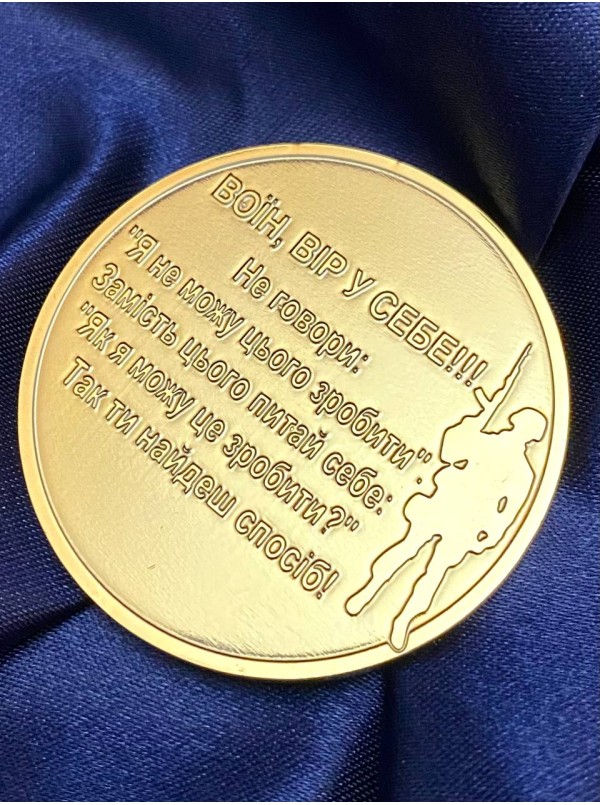 ВОЇН, ВІР У СЕБЕ!!!
Не говори:
"Я не можу цього зробити".
Замість цього питай себе:
"Як я можу це зробити?"
Так ти найдеш спосіб!